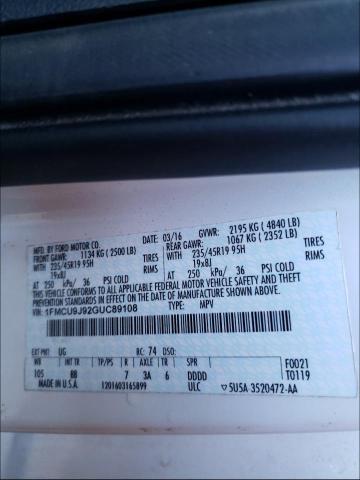 MFD. BY FORD MOTOR CO.
DATE: 03/16 GVWR: 2195 KG ( 4840 LB)
FRONT GAWR: 1134 KG ( 2500 LB) REAR GAWR: 1067 KG ( 2352 LB)
WITH 235/45R19 95H TIRES WITH 235/45R19 95H TIRES
19x8J RIMS 19x8J RIMS
AT 250 kPa/ 36 PSI COLD AT 250 kPa/ 36 PSI COLD
THIS VEHICLE CONFORMS TO ALL APPLICABLE FEDERAL MOTOR VEHICLE SAFETY AND THEFT
PREVENTION STANDARDS IN EFFECT ON THE DATE OF MANUFACTURE SHOWN ABOVE.
VIN: 1FMCU9J92GUC89108 TYPE: MPV
EXT PNT: UG RC: 74 DSO:
WB INT TR TP/PS R AXLE TR SPR F0021
105 BB 7 3A 6 DDDD T0119
MADE IN U.S.A. 1201603165899 ULC 5U5A 3520472-AA